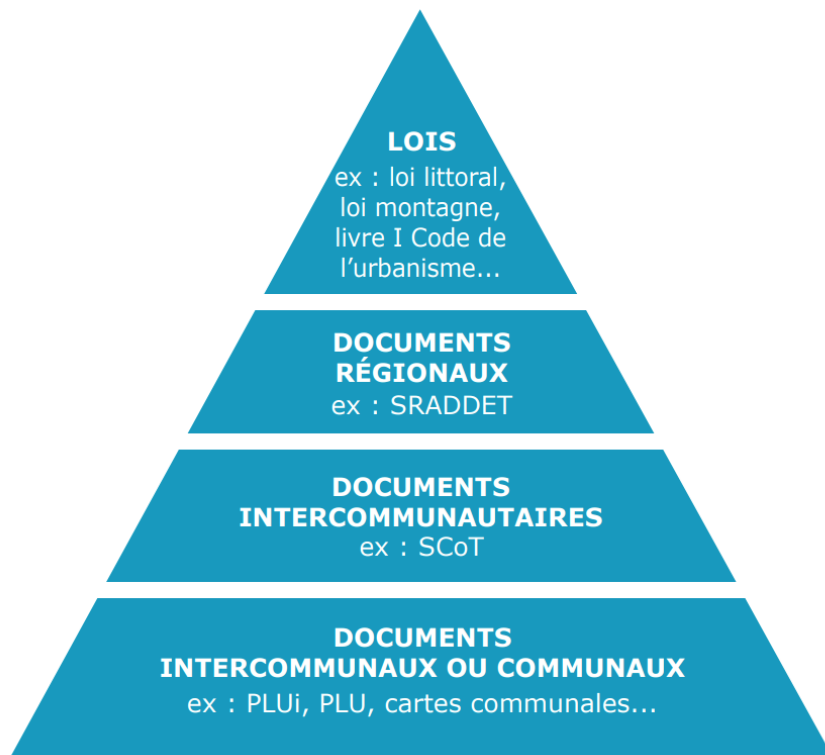 LOIS
ex : loi littoral,
loi montagne,
livre I Code de
l’urbanisme...
DOCUMENTS
RÉGIONAUX
ex : SRADDET
DOCUMENTS
INTERCOMMUNAUTAIRES
ex : SCoT
DOCUMENTS
INTERCOMMUNAUX OU COMMUNAUX
ex : PLUi, PLU, cartes communales...